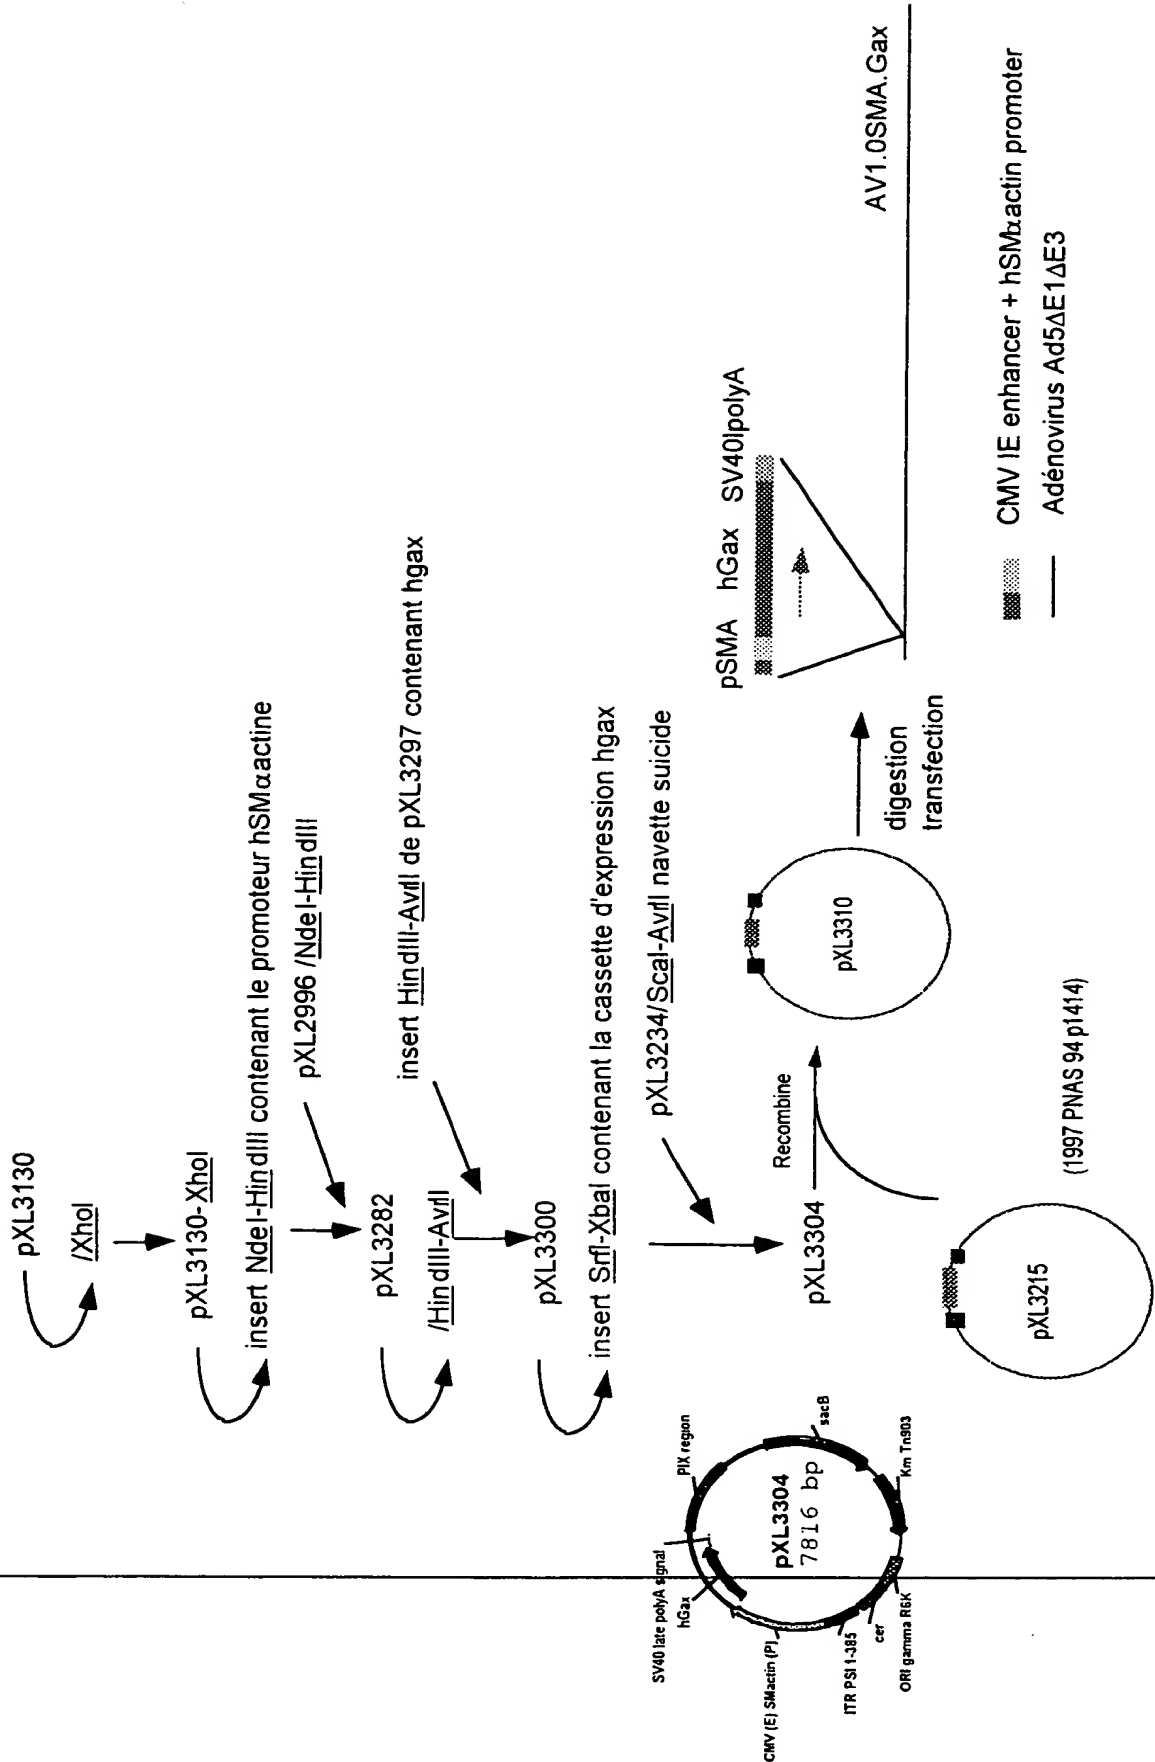 pXL3130
/XhoI
pXL3130-XhoI
insert NdeI-HindIII contenant le promoteur hSMαactine
pXL2996 /NdeI-HindIII
pXL3282
/HindIII-AvrII
insert HindIII-AvrII de pXL3297 contenant hgax
pXL3300
insert SrfI-XbaI contenant la cassette d'expression hgax
pXL3234/ScaI-AvrII navette suicide
pXL3304
Recombine
pXL3215
(1997 PNAS 94 p1414)
pXL3310
digestion
transfection
pSMA hGax SV40lpolyA
AV1.0SMA.Gax
CMV IE enhancer + hSMαactin promoter
Adénovirus Ad5ΔE1ΔE3
SV40 late polyA signal
hGax
PIX region
sacB
Km Tn903
pXL3304
7816 bp
CMV (E) SMactin (P)
ITR PSI 1-385
cer
ORI gamma R6K